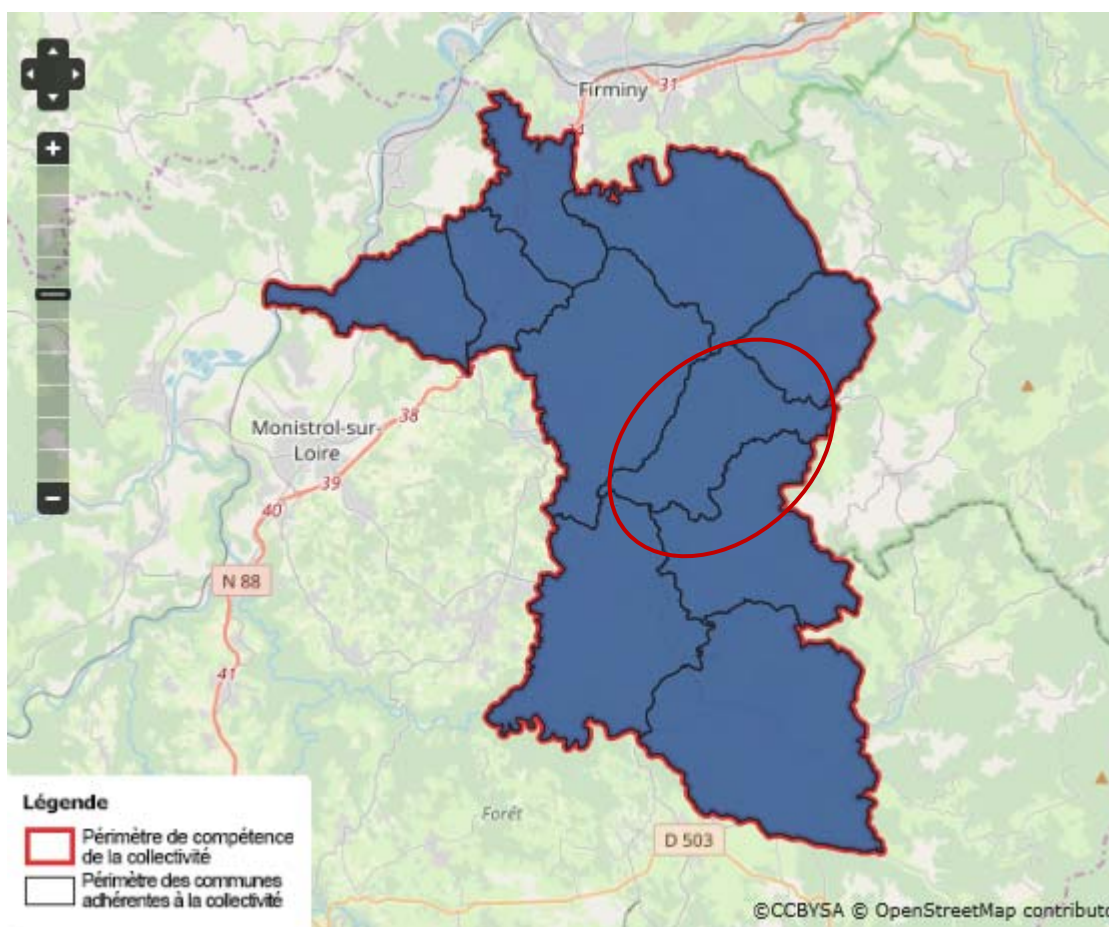 Firminy
31
34
Monistrol-sur-
Loire
38
39
40
N 88
41
Forêt
D 503
Légende
Périmètre de compétence
de la collectivité
Périmètre des communes
adhérentes à la collectivité
©CCBYSA © OpenStreetMap contributo